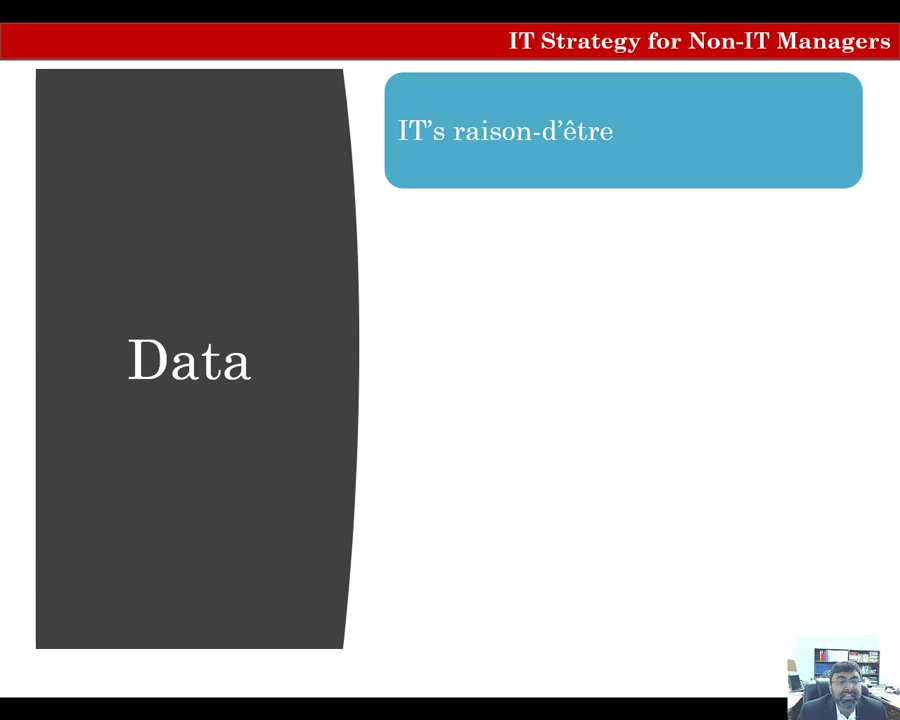 IT Strategy for Non-IT Managers
IT’s raison-d’être
Data